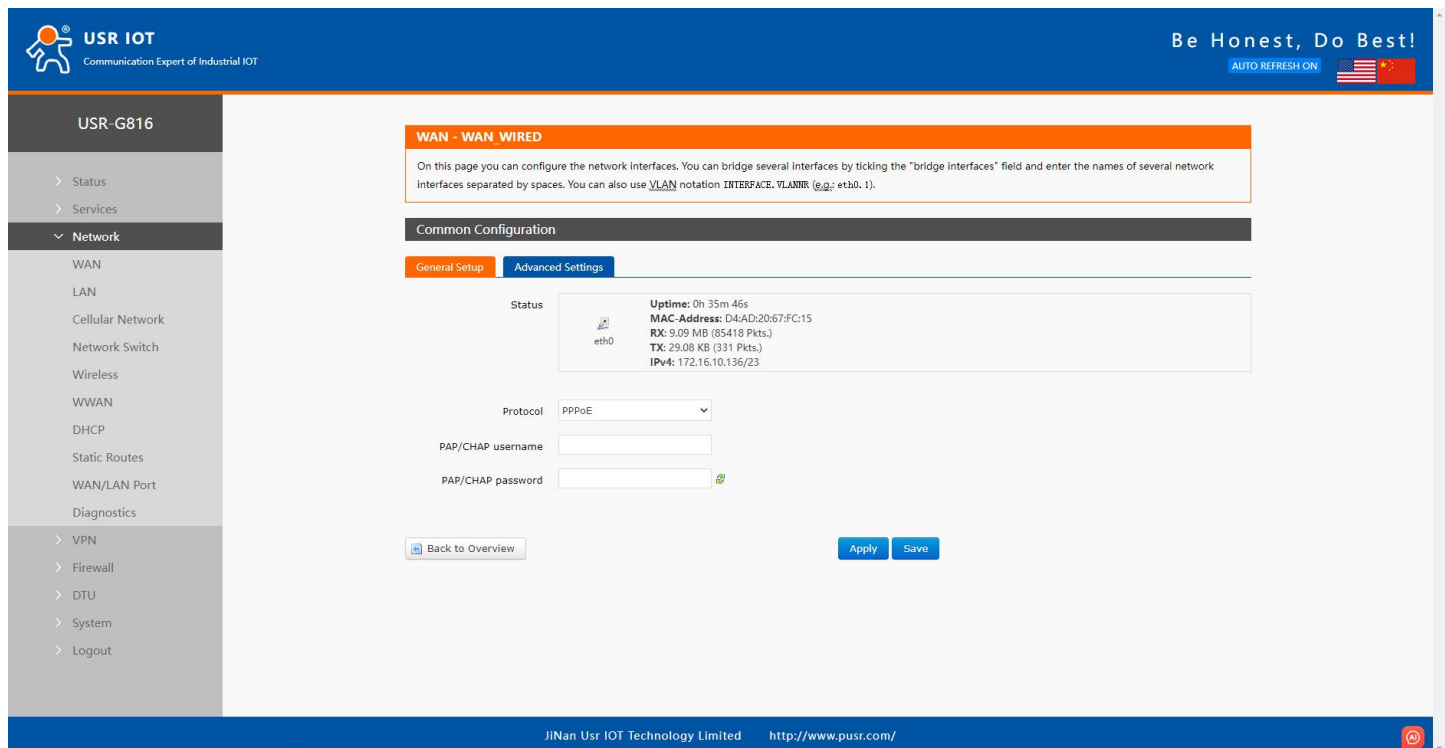 USR IOT
Communication Expert of Industrial IOT
Be Honest, Do Best!
AUTO REFRESH ON
USR-G816
Status
Services
Network
WAN
LAN
Cellular Network
Network Switch
Wireless
WWAN
DHCP
Static Routes
WAN/LAN Port
Diagnostics
VPN
Firewall
DTU
System
Logout
WAN - WAN_WIRED
On this page you can configure the network interfaces. You can bridge several interfaces by ticking the "bridge interfaces" field and enter the names of several network
interfaces separated by spaces. You can also use VLAN notation INTERFACE.VLANNR (e.g.: eth0.1).
Common Configuration
General Setup
Advanced Settings
Status
eth0
Uptime: 0h 35m 46s
MAC-Address: D4:AD:20:67:FC:15
RX: 9.09 MB (85418 Pkts.)
TX: 29.08 KB (331 Pkts.)
IPv4: 172.16.10.136/23
Protocol PPPoE
PAP/CHAP username
PAP/CHAP password
Back to Overview
Apply
Save
JiNan Usr IOT Technology Limited http://www.pusr.com/
AI